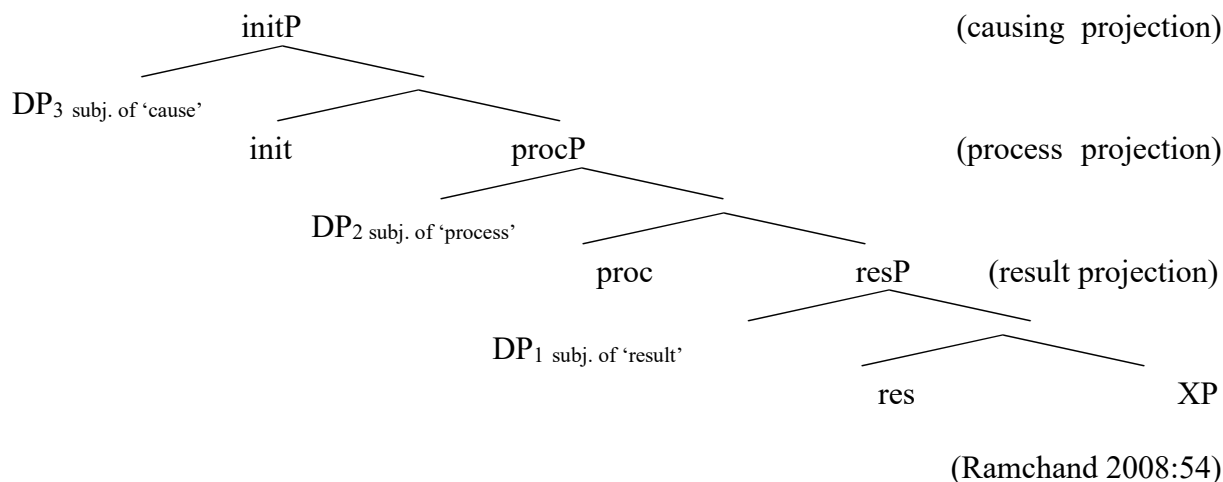 initP (causing projection)
DP3 subj. of ‘cause’
init procP (process projection)
DP2 subj. of ‘process’
proc resP (result projection)
DP1 subj. of ‘result’
res XP
(Ramchand 2008:54)